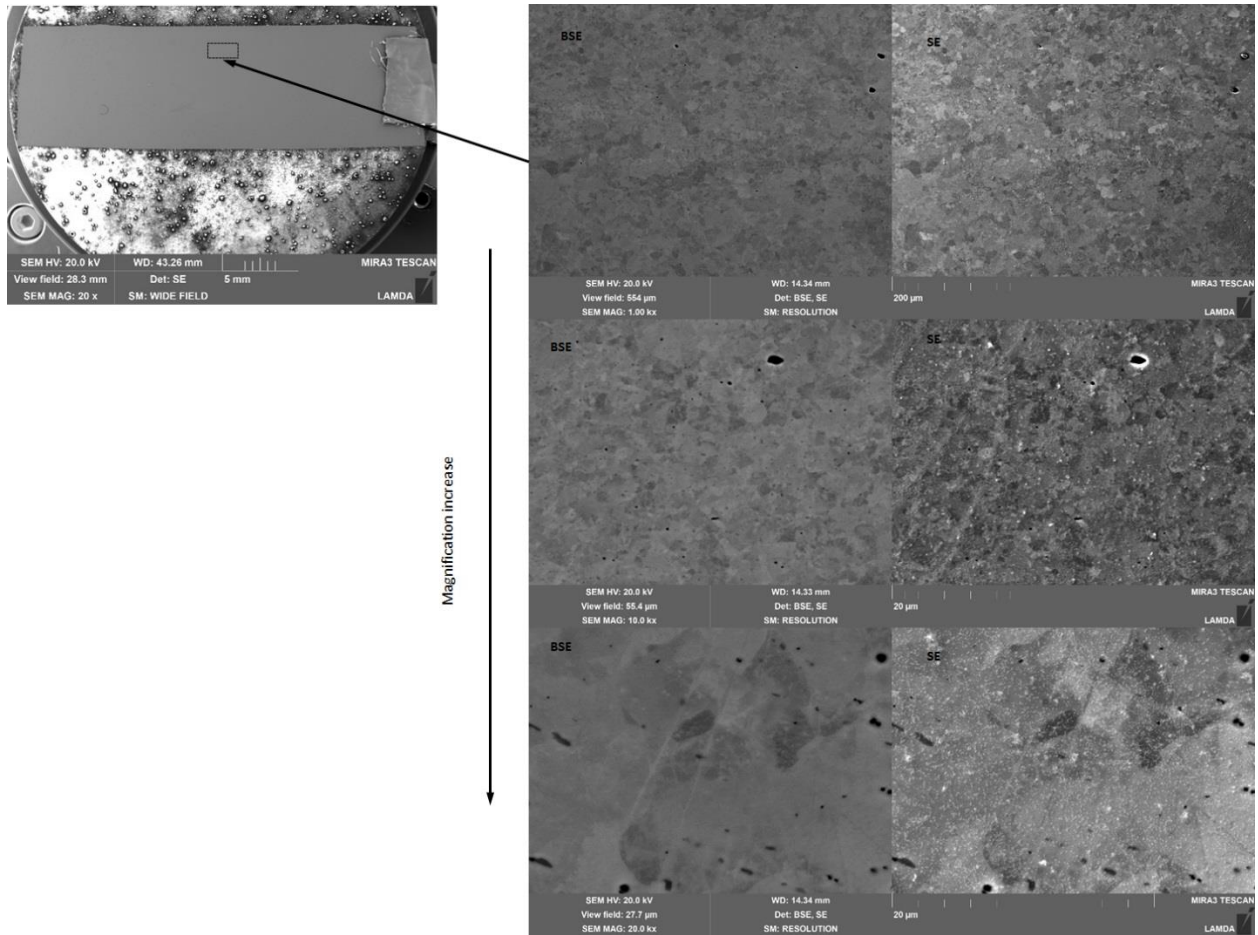 SEM HV: 20.0 kV WD: 43.26 mm MIRA3 TESCAN
View field: 28.3 mm Det: SE 5 mm
SEM MAG: 20 x SM: WIDE FIELD LAMDA
Magnification increase
BSE SE
SEM HV: 20.0 kV WD: 14.34 mm MIRA3 TESCAN
View field: 554 µm Det: BSE, SE 200 µm
SEM MAG: 1.00 kx SM: RESOLUTION LAMDA
BSE SE
SEM HV: 20.0 kV WD: 14.33 mm MIRA3 TESCAN
View field: 55.4 µm Det: BSE, SE 20 µm
SEM MAG: 10.0 kx SM: RESOLUTION LAMDA
BSE SE
SEM HV: 20.0 kV WD: 14.34 mm MIRA3 TESCAN
View field: 27.7 µm Det: BSE, SE 20 µm
SEM MAG: 20.0 kx SM: RESOLUTION LAMDA